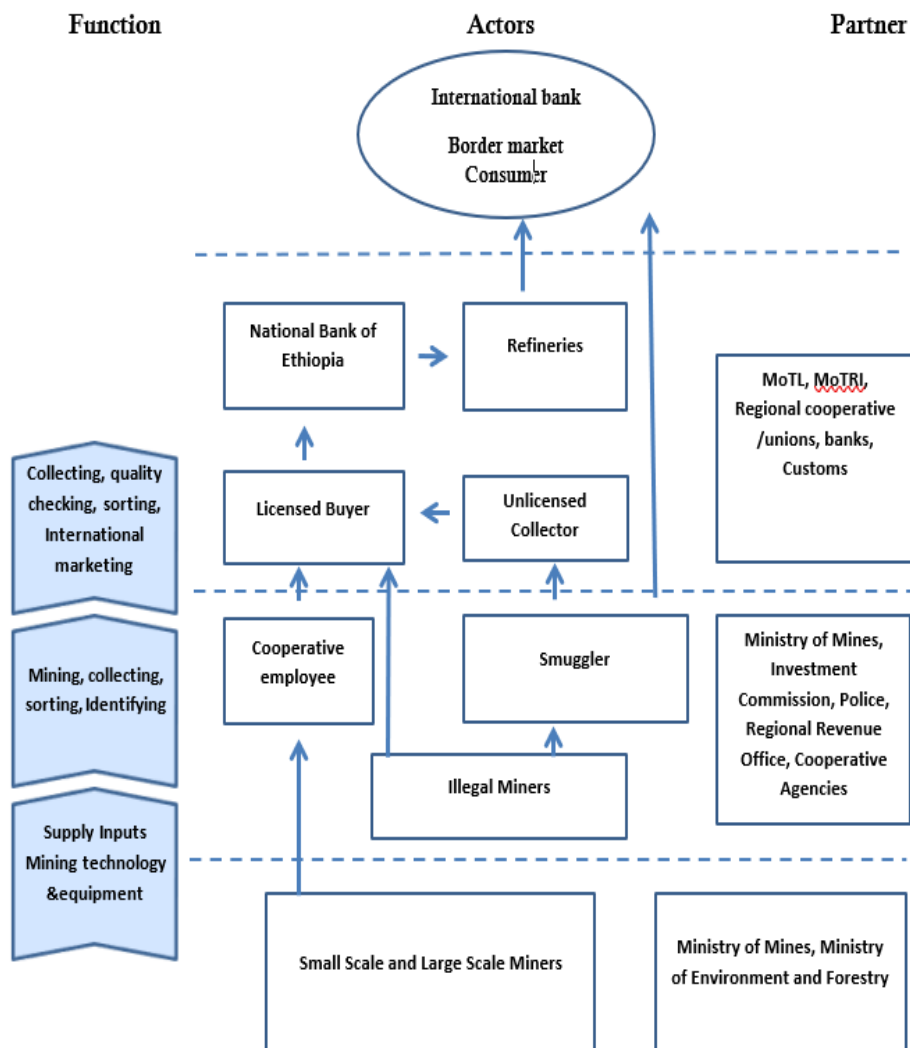 Function
Actors
Partner
International bank
Border market
Consumer
National Bank of
Ethiopia
Refineries
MoTL, MoTRI,
Regional cooperative
/unions, banks,
Customs
Collecting, quality
checking, sorting,
International
marketing
Licensed Buyer
Unlicensed
Collector
Mining, collecting,
sorting, Identifying
Cooperative
employee
Smuggler
Ministry of Mines,
Investment
Commission, Police,
Regional Revenue
Office, Cooperative
Agencies
Illegal Miners
Supply Inputs
Mining technology
&equipment
Small Scale and Large Scale Miners
Ministry of Mines, Ministry
of Environment and Forestry